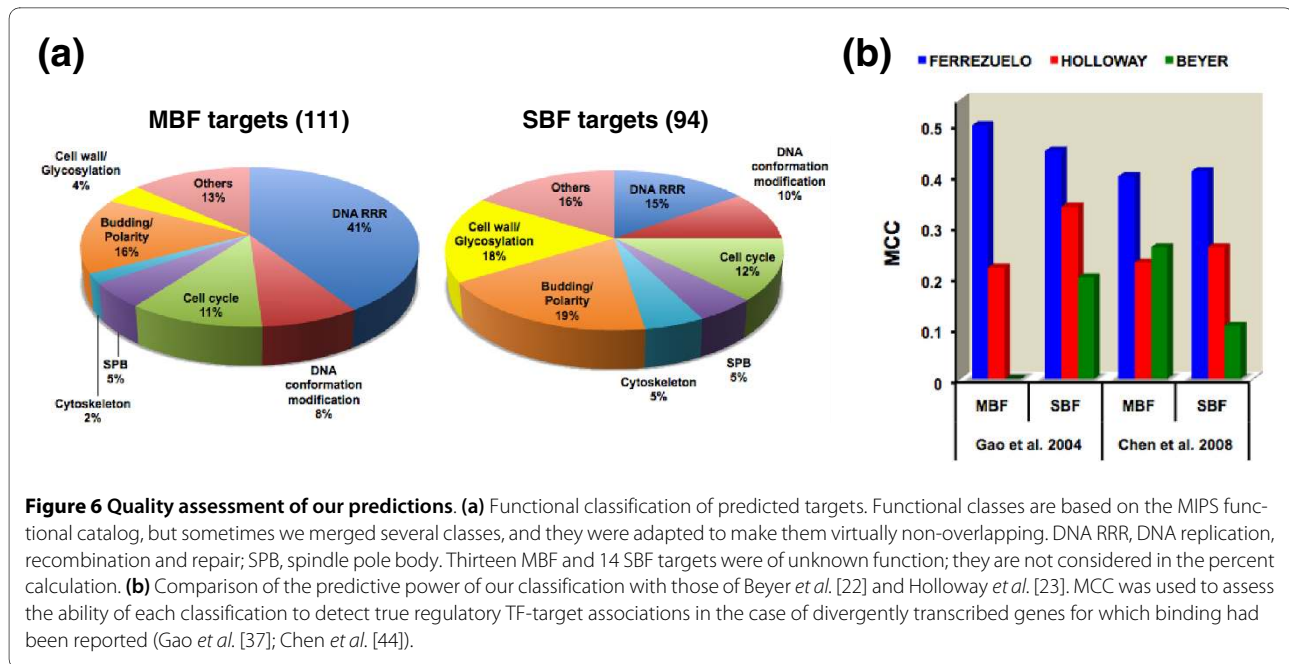 (a)
MBF targets (111)
Cell wall/
Glycosylation
4%
Others
13%
DNA RRR
41%
Budding/
Polarity
16%
Cell cycle
11%
SPB
5%
Cytoskeleton
2%
DNA
conformation
modification
8%
SBF targets (94)
DNA
conformation
modification
10%
Others
16%
DNA RRR
15%
Cell wall/
Glycosylation
18%
Cell cycle
12%
Budding/
Polarity
19%
SPB
5%
Cytoskeleton
5%
(b)
FERREZUELO HOLLOWAY BEYER
MCC
0.5
0.4
0.3
0.2
0.1
0
MBF SBF MBF SBF
Gao et al. 2004 Chen et al. 2008
Figure 6 Quality assessment of our predictions. (a) Functional classification of predicted targets. Functional classes are based on the MIPS func-
tional catalog, but sometimes we merged several classes, and they were adapted to make them virtually non-overlapping. DNA RRR, DNA replication,
recombination and repair; SPB, spindle pole body. Thirteen MBF and 14 SBF targets were of unknown function; they are not considered in the percent
calculation. (b) Comparison of the predictive power of our classification with those of Beyer et al. [22] and Holloway et al. [23]. MCC was used to assess
the ability of each classification to detect true regulatory TF-target associations in the case of divergently transcribed genes for which binding had
been reported (Gao et al. [37]; Chen et al. [44]).